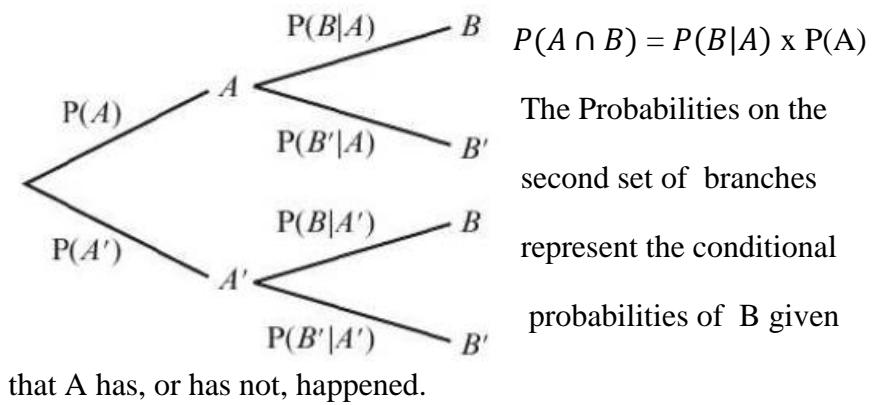 P(B|A)
B
P(A ∩ B) = P(B|A) x P(A)
P(A)
A
The Probabilities on the
P(B'|A)
B'
second set of branches
P(B|A')
B
P(A')
represent the conditional
A'
probabilities of B given
P(B'|A')
B'
that A has, or has not, happened.